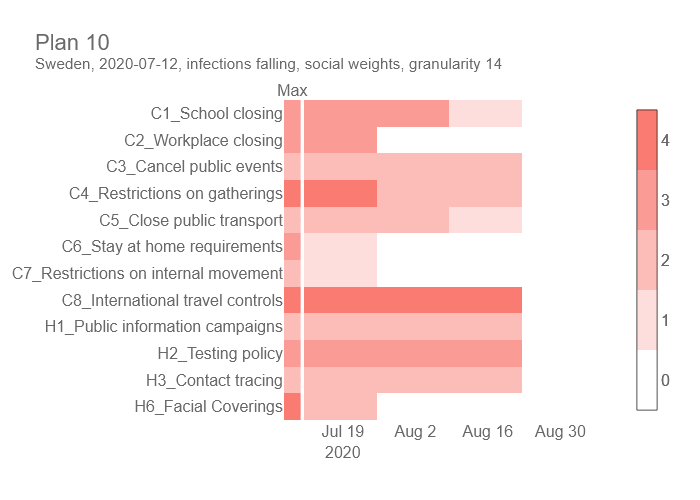 Plan 10
Sweden, 2020-07-12, infections falling, social weights, granularity 14
Max
C1_School closing
C2_Workplace closing
C3_Cancel public events
C4_Restrictions on gatherings
C5_Close public transport
C6_Stay at home requirements
C7_Restrictions on internal movement
C8_International travel controls
H1_Public information campaigns
H2_Testing policy
H3_Contact tracing
H6_Facial Coverings
Jul 19 Aug 2 Aug 16 Aug 30
2020
4
3
2
1
0